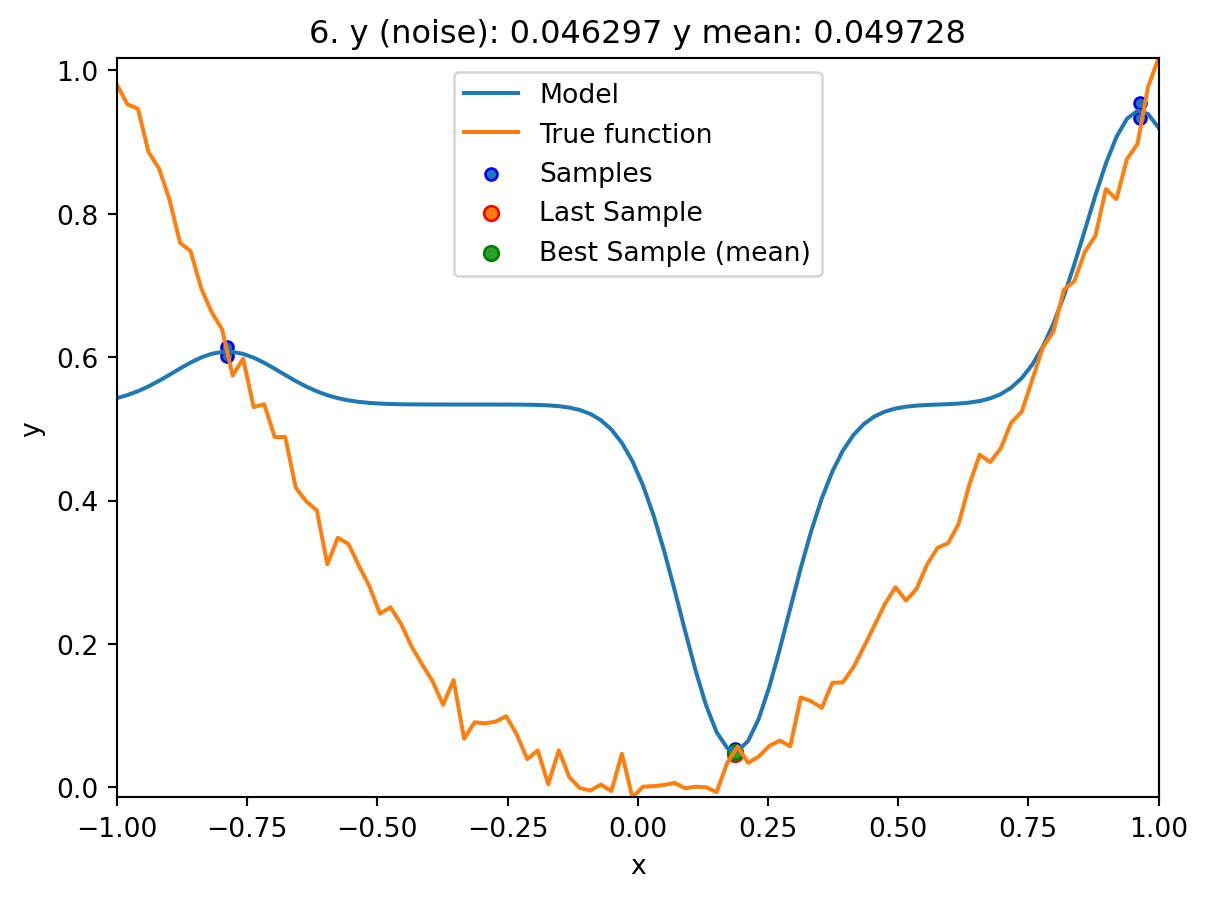 6. y (noise): 0.046297 y mean: 0.049728
Model
True function
Samples
Last Sample
Best Sample (mean)
1.0
0.8
0.6
0.4
0.2
0.0
y
−1.00 −0.75 −0.50 −0.25 0.00 0.25 0.50 0.75 1.00
x